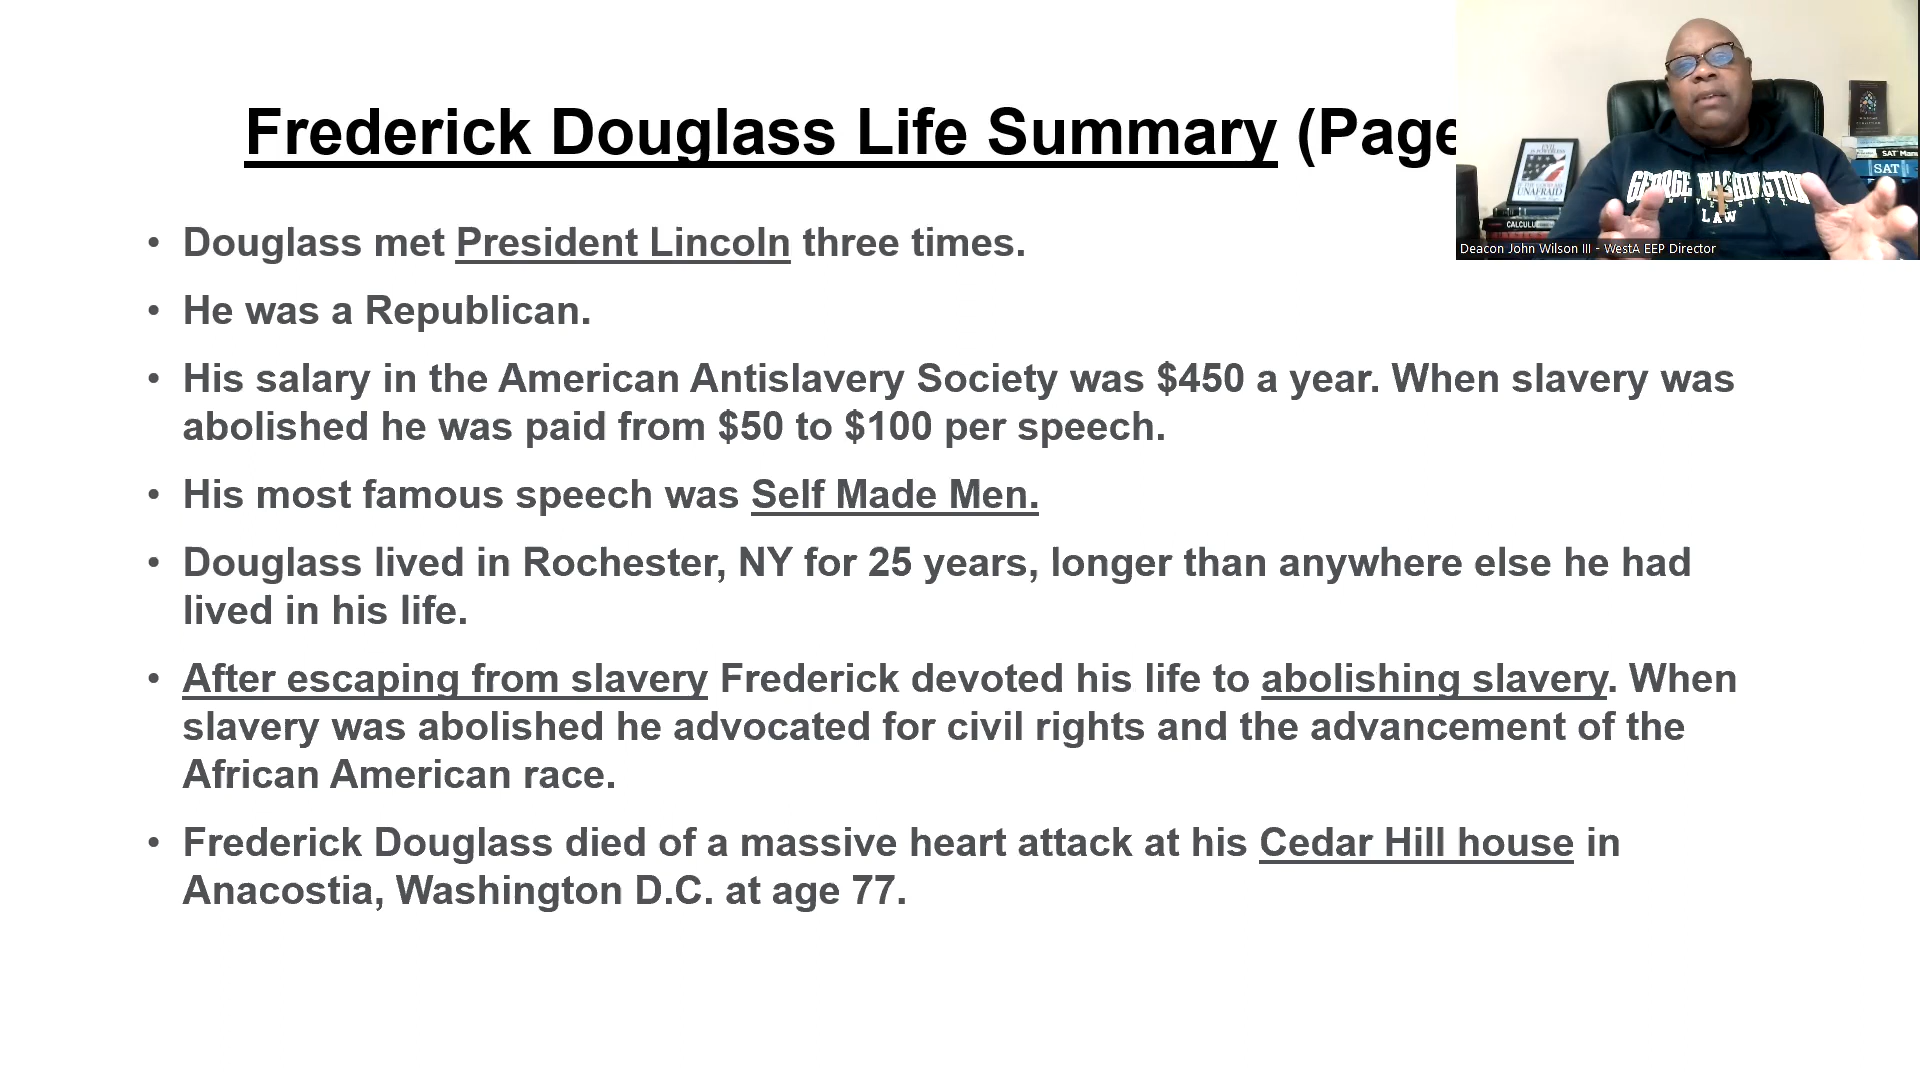 Frederick Douglass Life Summary (Page
• Douglass met President Lincoln three times.
• He was a Republican.
• His salary in the American Antislavery Society was $450 a year. When slavery was
abolished he was paid from $50 to $100 per speech.
• His most famous speech was Self Made Men.
• Douglass lived in Rochester, NY for 25 years, longer than anywhere else he had
lived in his life.
• After escaping from slavery Frederick devoted his life to abolishing slavery. When
slavery was abolished he advocated for civil rights and the advancement of the
African American race.
• Frederick Douglass died of a massive heart attack at his Cedar Hill house in
Anacostia, Washington D.C. at age 77.
UNAFRAID
GEORGE WASHINGTON
LAW
SAT
Deacon John Wilson III - WestA EEP Director